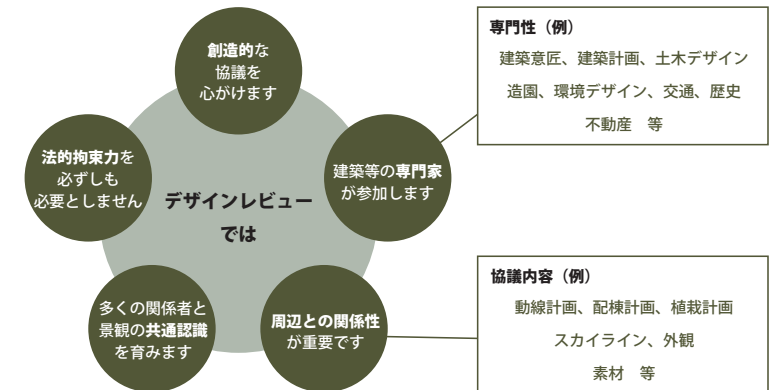 創造的な
協議を
心がけます
建築等の専門家
が参加します
専門性（例）
建築意匠、建築計画、土木デザイン
造園、環境デザイン、交通、歴史
不動産　等
法的拘束力を
必ずしも
必要としません
デザインレビュー
では
多くの関係者と
景観の共通認識
を育みます
周辺との関係性
が重要です
協議内容（例）
動線計画、配棟計画、植栽計画
スカイライン、外観
素材　等